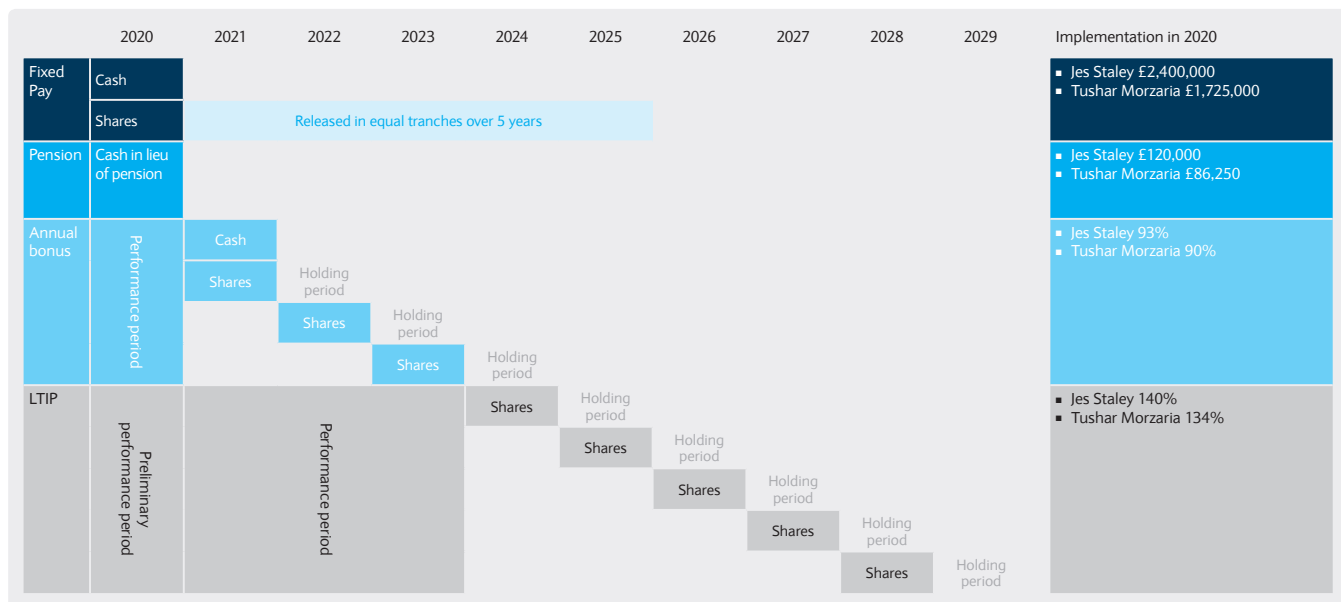 2020 2021 2022 2023 2024 2025 2026 2027 2028 2029 Implementation in 2020
Fixed
Pay
Cash
Shares
Released in equal tranches over 5 years
▪ Jes Staley £2,400,000
▪ Tushar Morzaria £1,725,000
Pension
Cash in lieu
of pension
▪ Jes Staley £120,000
▪ Tushar Morzaria £86,250
Annual
bonus
Performance period
Cash
Shares
Holding
period
Shares
Holding
period
Shares
Holding
period
▪ Jes Staley 93%
▪ Tushar Morzaria 90%
LTIP
Preliminary
performance period
Performance period
Shares
Holding
period
Shares
Holding
period
Shares
Holding
period
Shares
Holding
period
Shares
Holding
period
▪ Jes Staley 140%
▪ Tushar Morzaria 134%